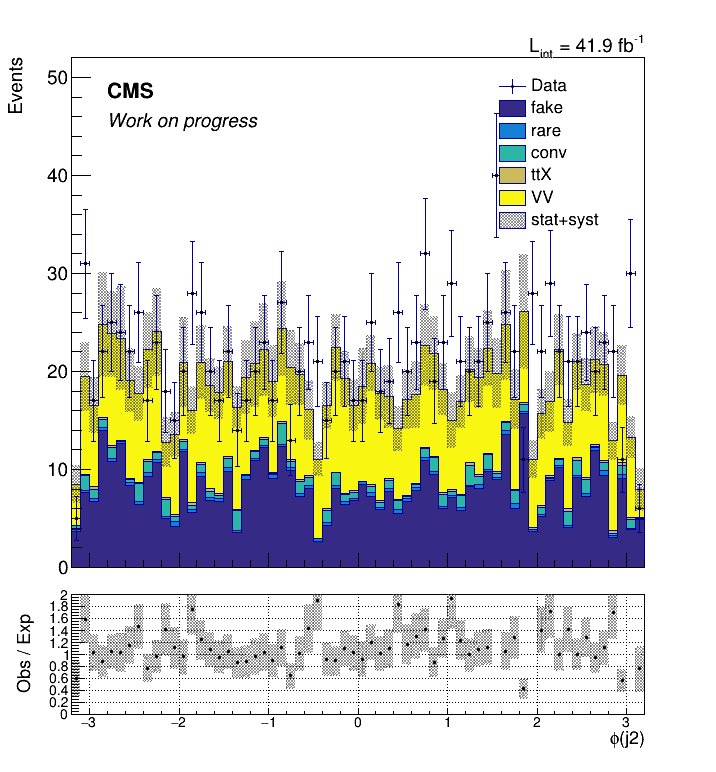 L_int = 41.9 fb^-1
Events
50
40
30
20
10
0
CMS
Work on progress
Data
fake
rare
conv
ttX
VV
stat+syst
Obs / Exp
2
1.8
1.6
1.4
1.2
1
0.8
0.6
0.4
0.2
0
−3 −2 −1 0 1 2 3
ϕ(j2)